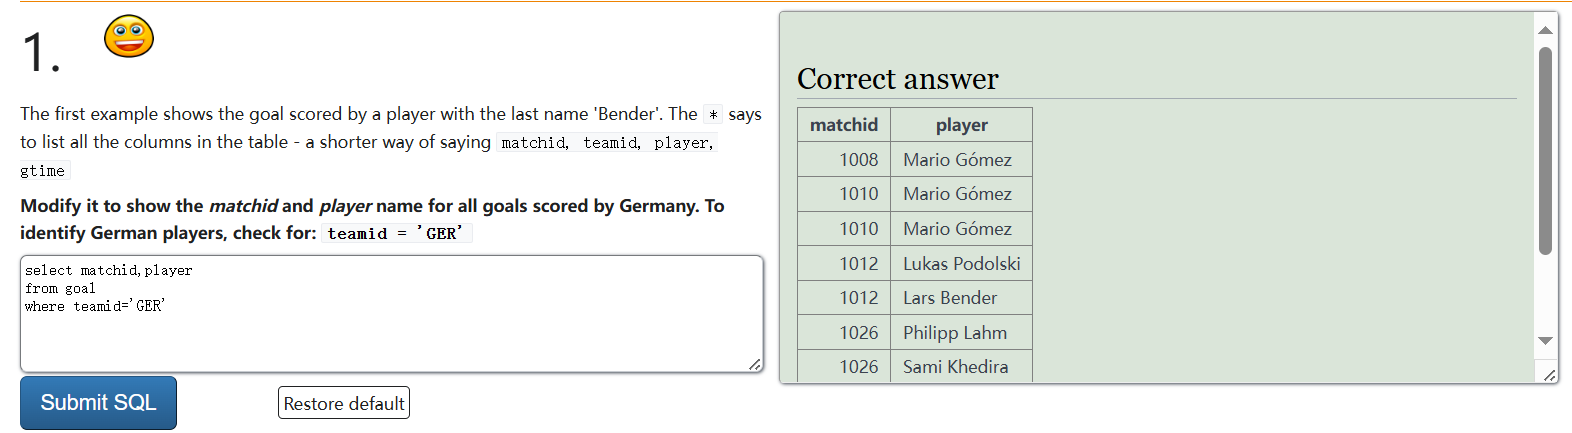 1.
The first example shows the goal scored by a player with the last name 'Bender'. The * says
to list all the columns in the table - a shorter way of saying matchid, teamid, player,
gtime
Modify it to show the matchid and player name for all goals scored by Germany. To
identify German players, check for: teamid = 'GER'
select matchid,player
from goal
where teamid='GER'
Submit SQL
Restore default
Correct answer
matchid player
1008 Mario Gómez
1010 Mario Gómez
1010 Mario Gómez
1012 Lukas Podolski
1012 Lars Bender
1026 Philipp Lahm
1026 Sami Khedira